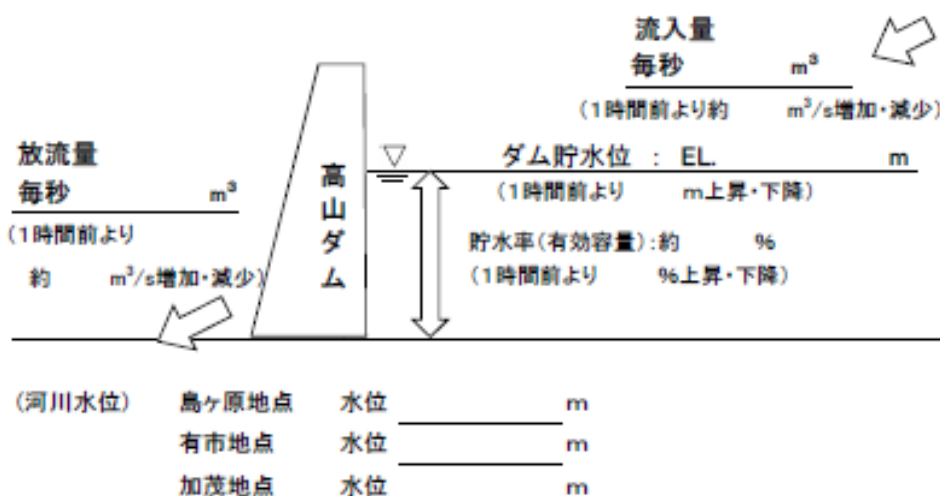 流入量
毎秒 m³
(1時間前より約 m³/s増加・減少)
放流量
毎秒 m³
(1時間前より
約 m³/s増加・減少)
高山ダム
ダム貯水位 : EL. m
(1時間前より m上昇・下降)
貯水率(有効容量):約 %
(1時間前より %上昇・下降)
(河川水位) 島ヶ原地点 水位 m
有市地点 水位 m
加茂地点 水位 m